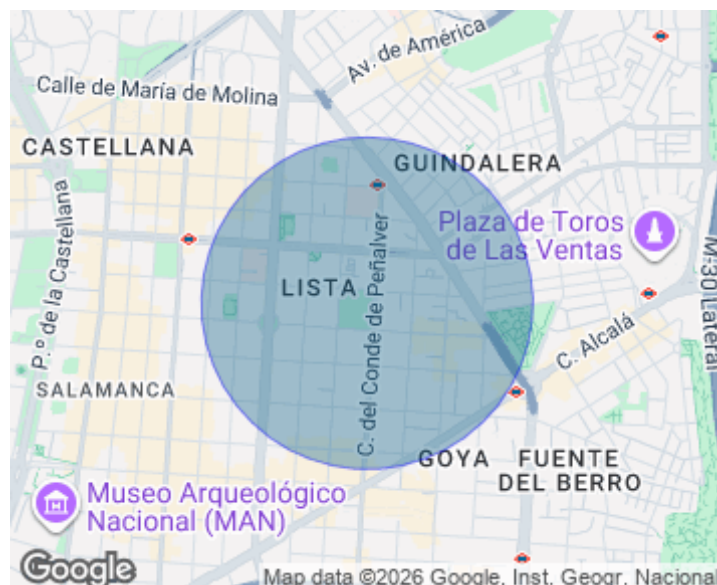 Av. de América
Calle de María de Molina
CASTELLANA
GUINDALERA
Plaza de Toros
de Las Ventas
P.º de la Castellana
C. del Conde de Peñalver
M-30 Lateral
LISTA
C. Alcalá
SALAMANCA
GOYA
FUENTE
DEL BERRO
Museo Arqueológico
Nacional (MAN)
Google
Map data ©2026 Google, Inst. Geogr. Nacional